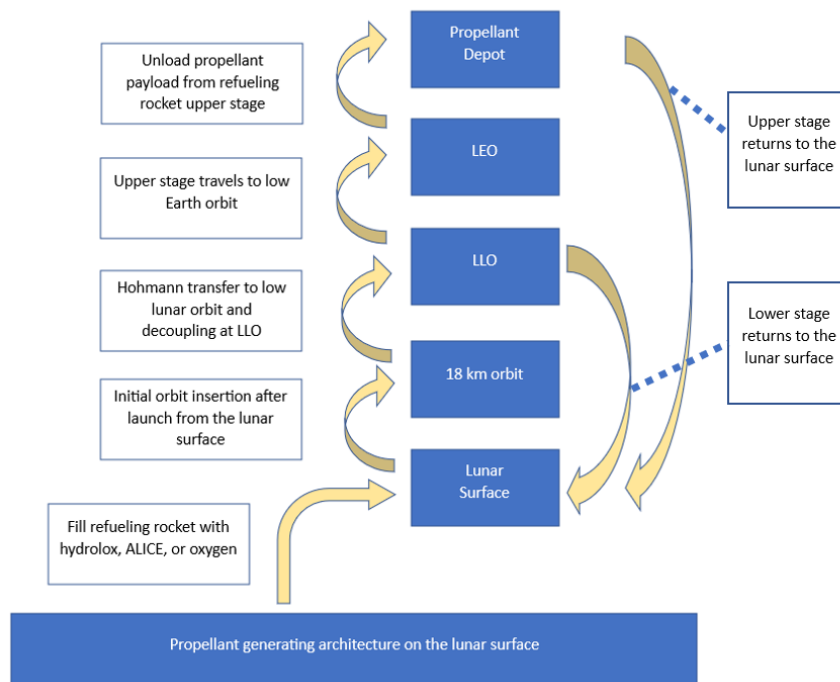 Unload propellant
payload from refueling
rocket upper stage
Propellant
Depot
Upper stage
returns to the
lunar surface
LEO
Upper stage travels to low
Earth orbit
LLO
Hohmann transfer to low
lunar orbit and
decoupling at LLO
Lower stage
returns to the
lunar surface
18 km orbit
Initial orbit insertion after
launch from the lunar
surface
Lunar
Surface
Fill refueling rocket with
hydrolox, ALICE, or oxygen
Propellant generating architecture on the lunar surface